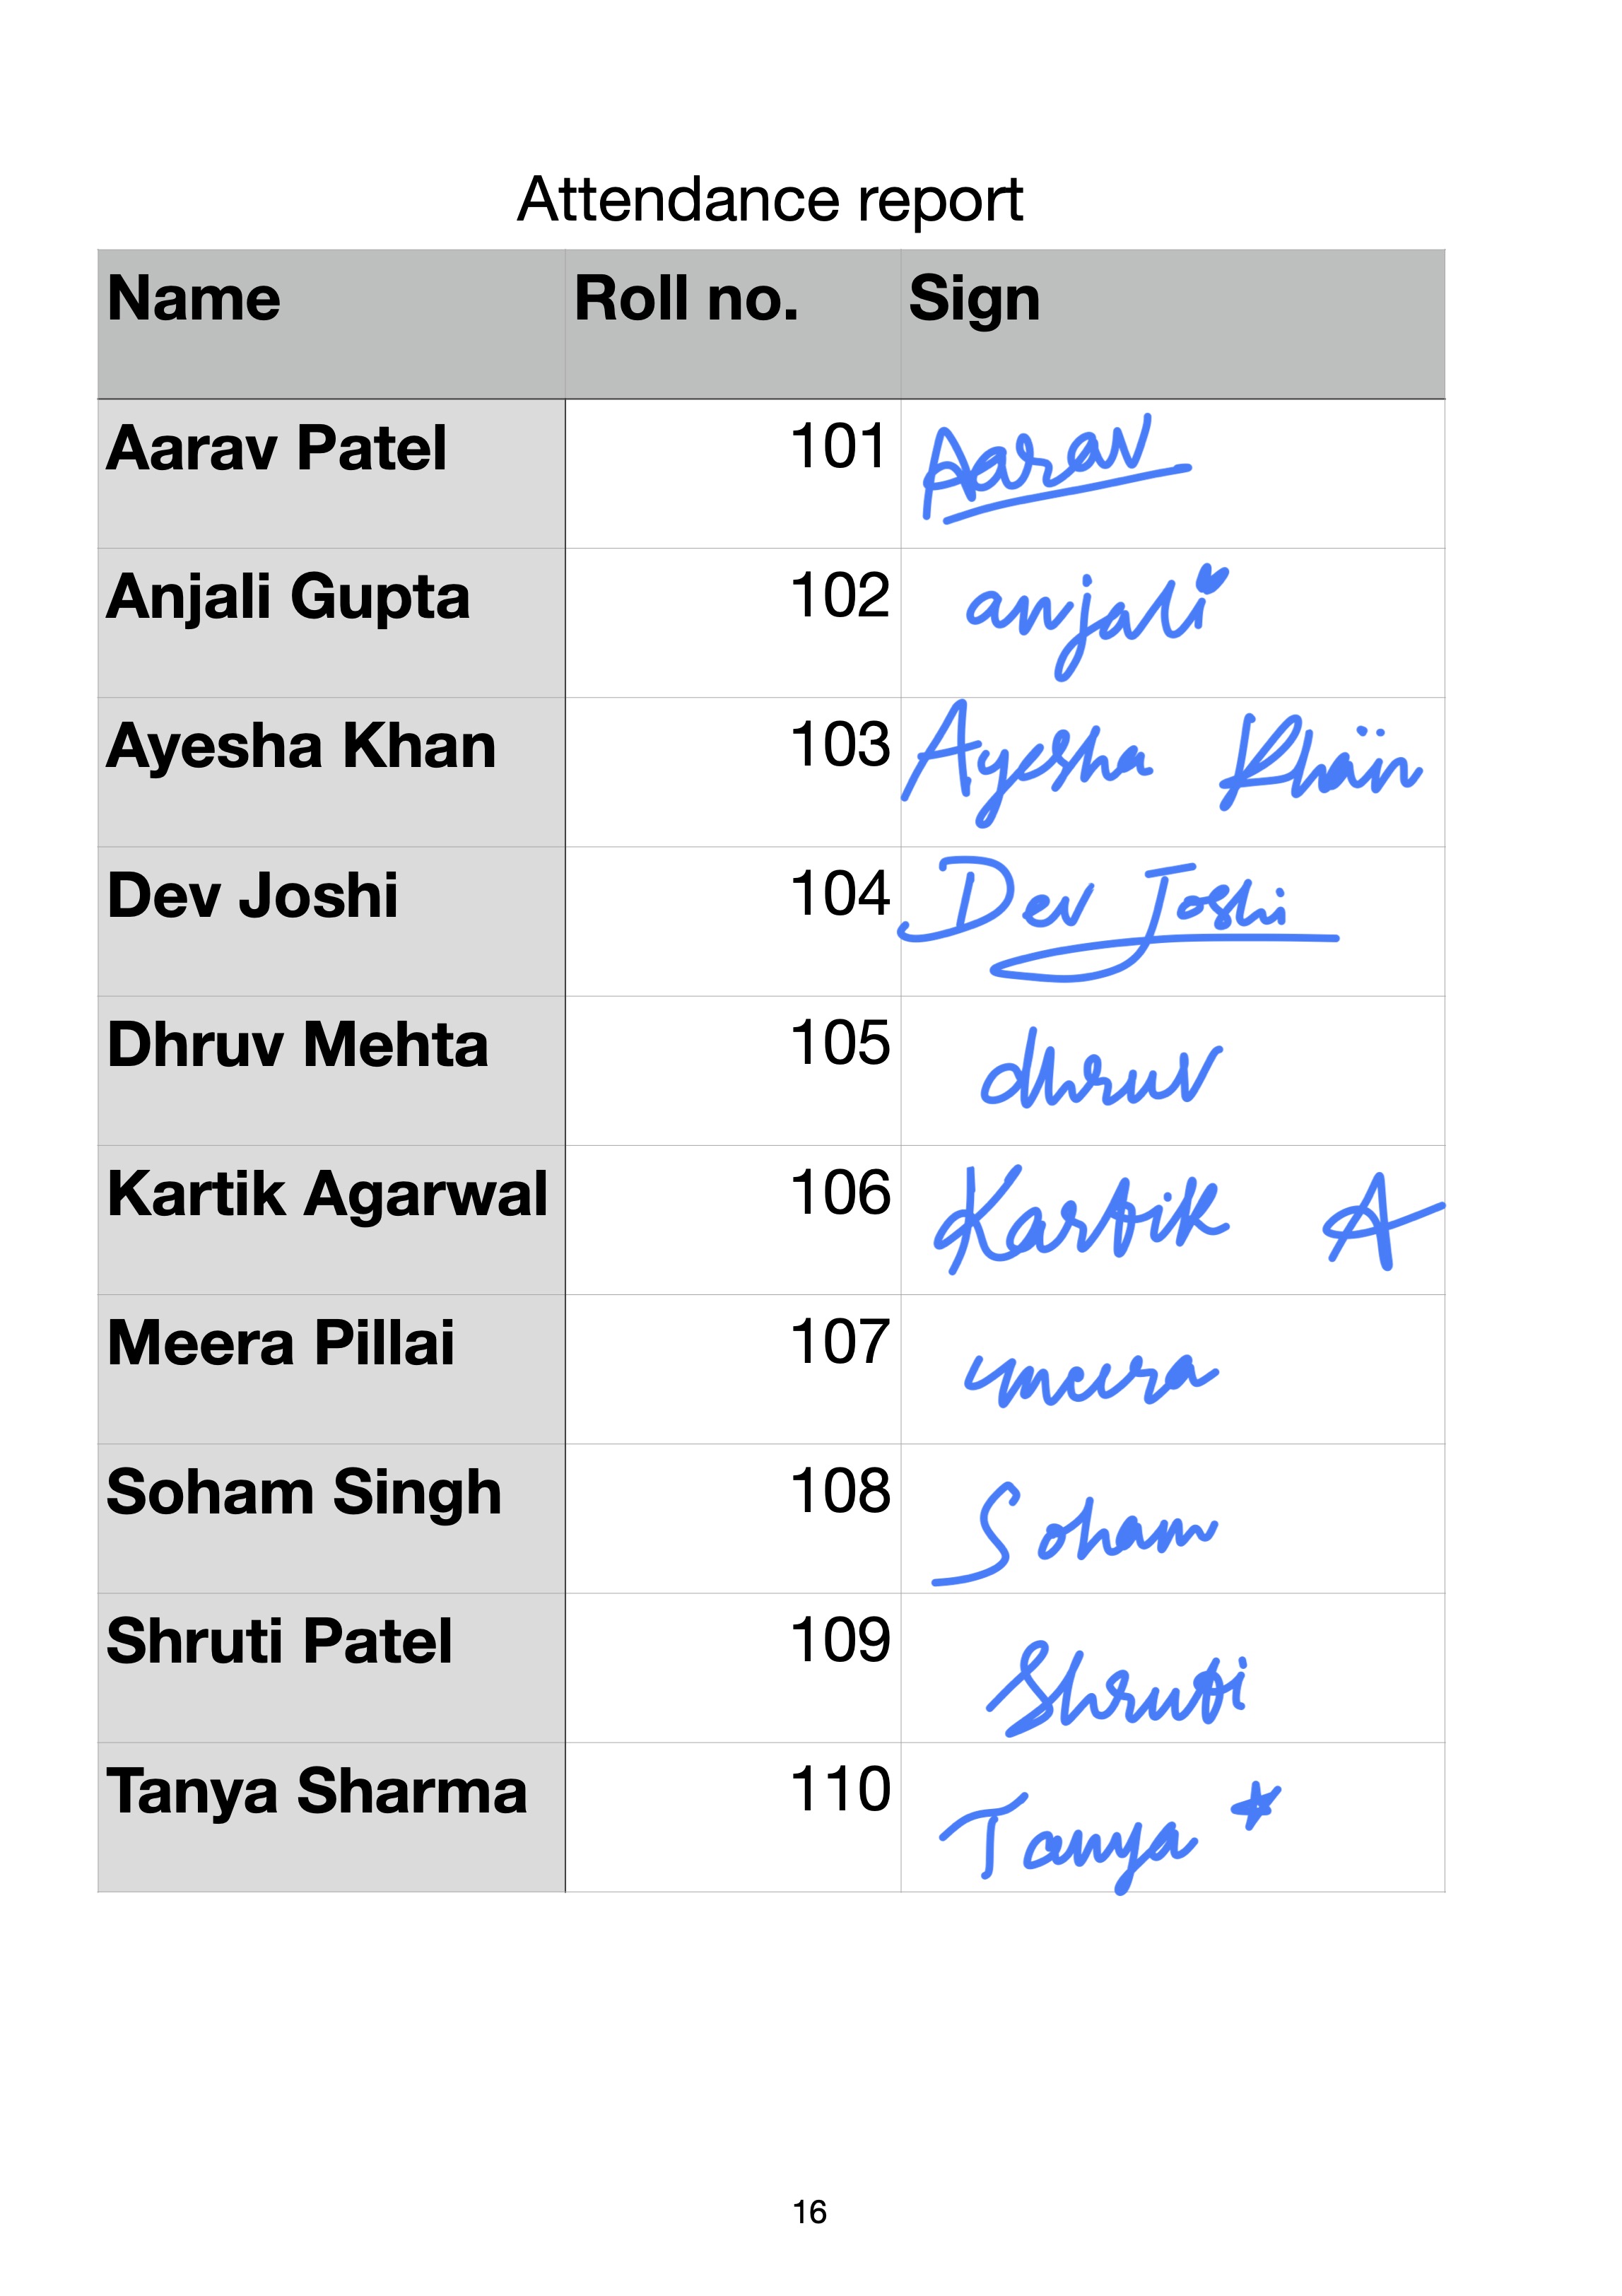 Attendance report
Name Roll no. Sign
Aarav Patel 101 Aarav
Anjali Gupta 102 anjali
Ayesha Khan 103 Ayesha Khan
Dev Joshi 104 Dev Joshi
Dhruv Mehta 105 dhruv
Kartik Agarwal 106 Kartik A
Meera Pillai 107 meera
Soham Singh 108 Soham
Shruti Patel 109 Shruti
Tanya Sharma 110 Tanya *
16